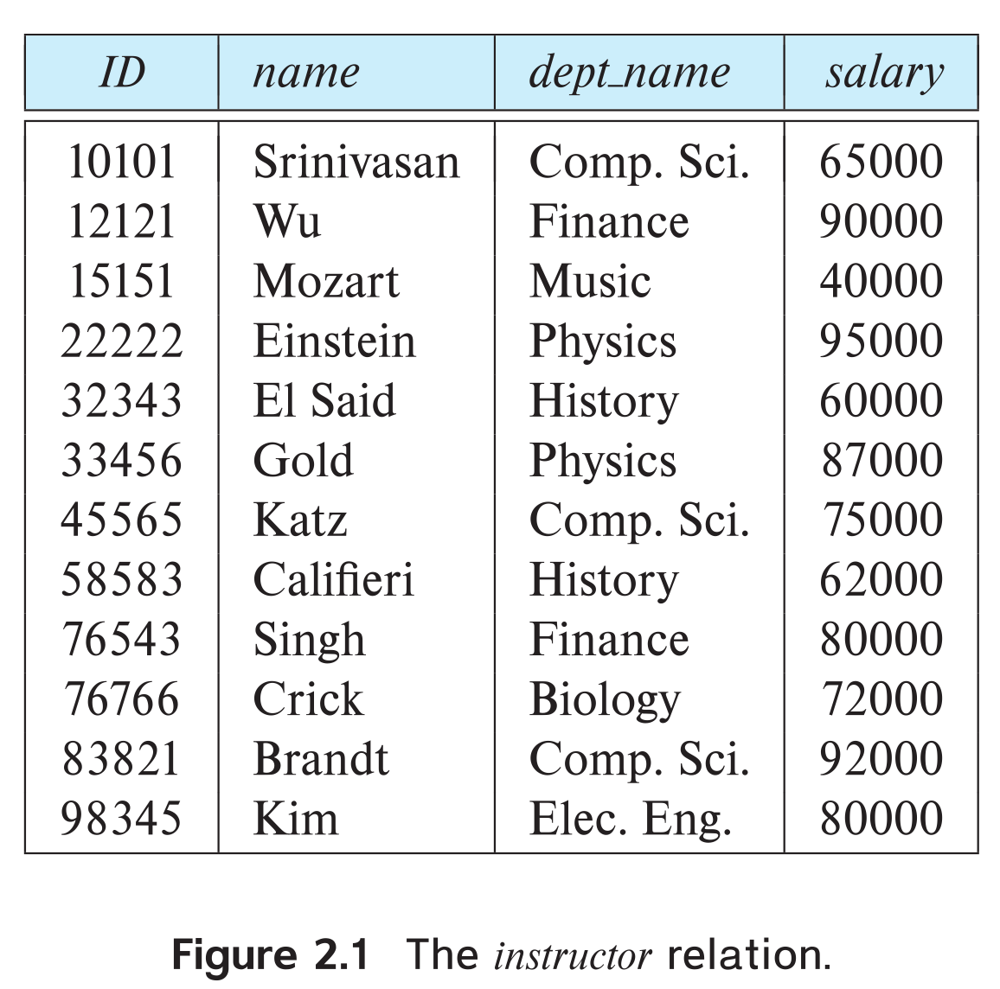 ID name dept_name salary
10101 Srinivasan Comp. Sci. 65000
12121 Wu Finance 90000
15151 Mozart Music 40000
22222 Einstein Physics 95000
32343 El Said History 60000
33456 Gold Physics 87000
45565 Katz Comp. Sci. 75000
58583 Califieri History 62000
76543 Singh Finance 80000
76766 Crick Biology 72000
83821 Brandt Comp. Sci. 92000
98345 Kim Elec. Eng. 80000
Figure 2.1 The instructor relation.